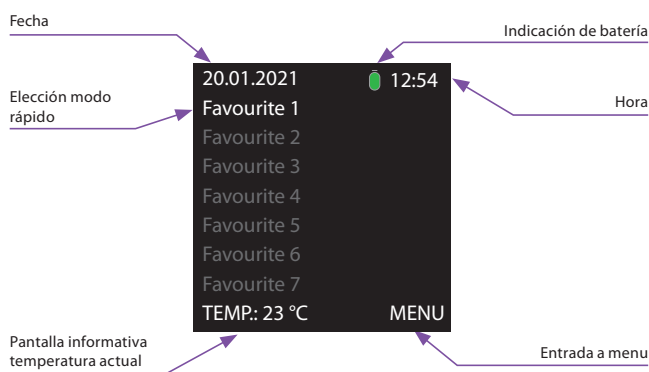 Fecha
Indicación de batería
20.01.2021 12:54
Elección modo
rápido
Hora
Favourite 1
Favourite 2
Favourite 3
Favourite 4
Favourite 5
Favourite 6
Favourite 7
TEMP.: 23 °C MENU
Pantalla informativa
temperatura actual
Entrada a menu